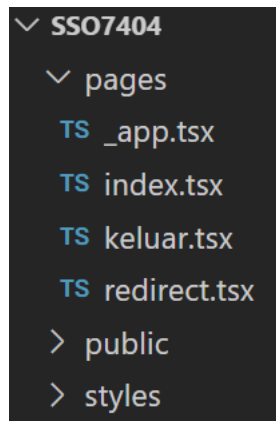 SSO7404
pages
TS _app.tsx
TS index.tsx
TS keluar.tsx
TS redirect.tsx
public
styles